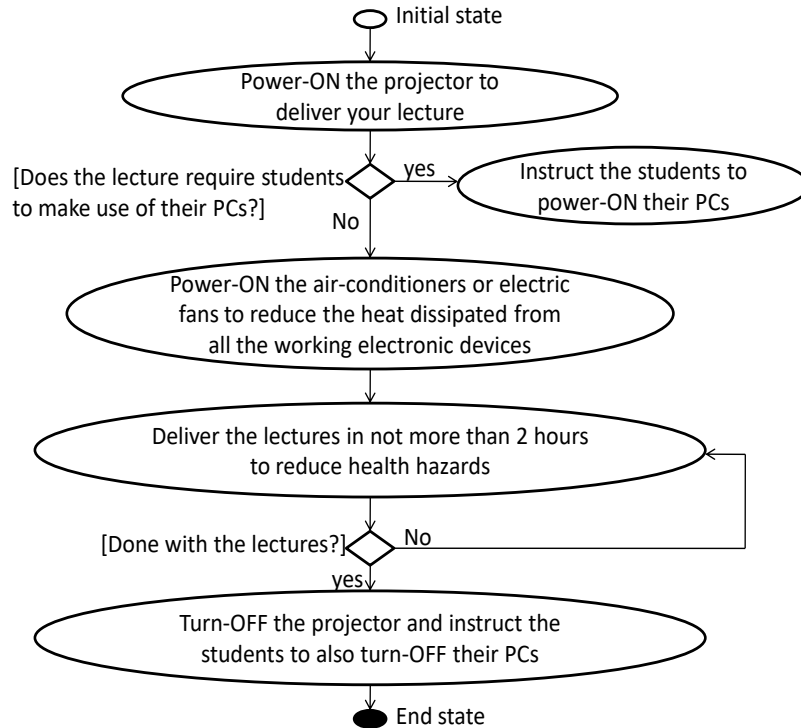 Initial state
Power-ON the projector to
deliver your lecture
[Does the lecture require students
to make use of their PCs?]
yes
Instruct the students to
power-ON their PCs
No
Power-ON the air-conditioners or electric
fans to reduce the heat dissipated from
all the working electronic devices
Deliver the lectures in not more than 2 hours
to reduce health hazards
[Done with the lectures?]
No
yes
Turn-OFF the projector and instruct the
students to also turn-OFF their PCs
End state